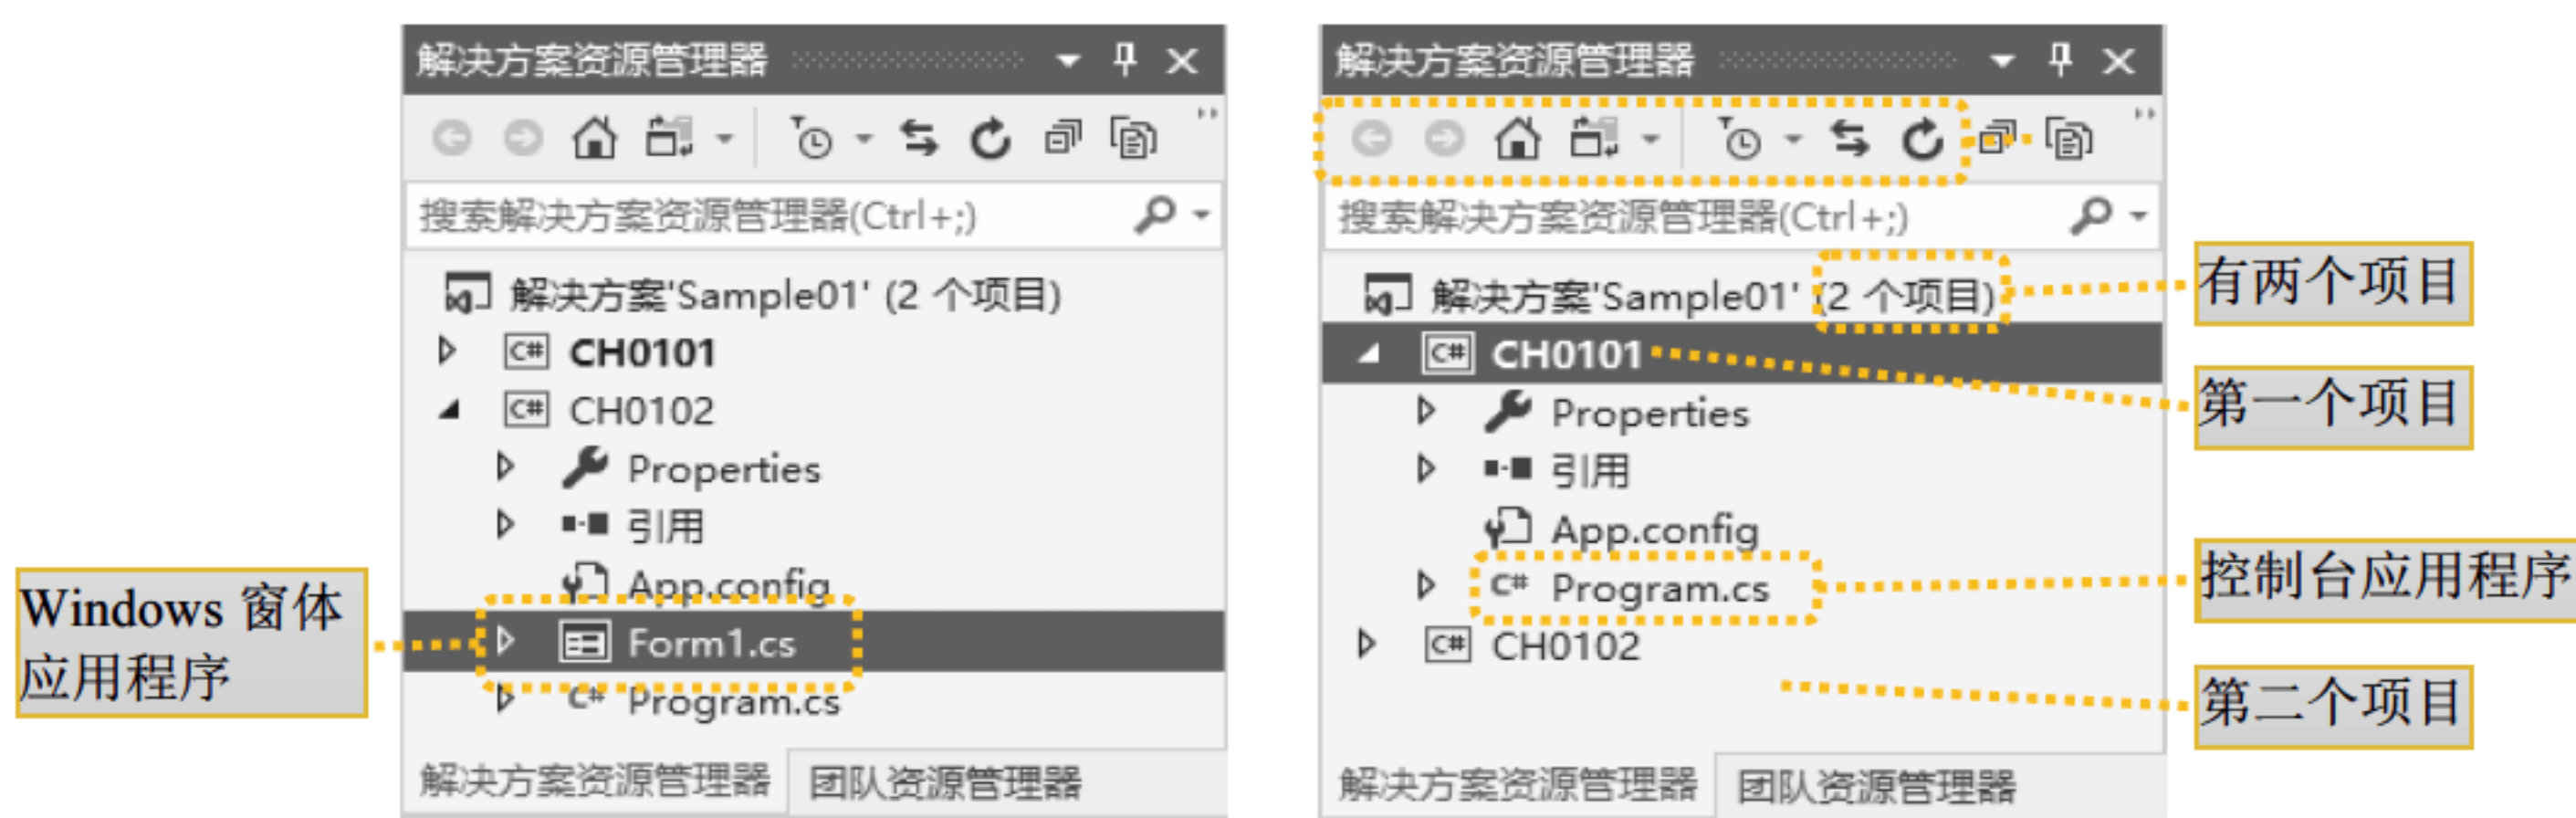 解决方案资源管理器
搜索解决方案资源管理器(Ctrl+;)
解决方案'Sample01' (2 个项目)
C# CH0101
C# CH0102
Properties
引用
App.config
Form1.cs
C# Program.cs
解决方案资源管理器 团队资源管理器
Windows 窗体
应用程序
解决方案资源管理器
搜索解决方案资源管理器(Ctrl+;)
解决方案'Sample01' (2 个项目)
C# CH0101
Properties
引用
App.config
C# Program.cs
C# CH0102
解决方案资源管理器 团队资源管理器
有两个项目
第一个项目
控制台应用程序
第二个项目